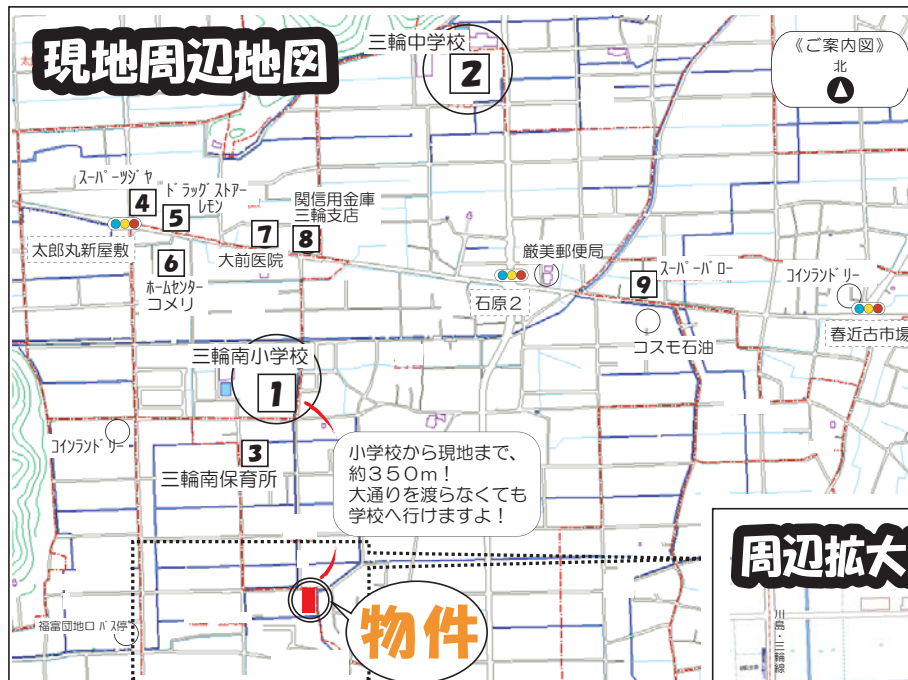 現地周辺地図
三輪中学校
2
《ご案内図》
北
スーパーツジヤ
4
ドラッグストアー
レモン
5
関信用金庫
三輪支店
太郎丸新屋敷
7
8
大前医院
6
ホームセンター
コメリ
厳美郵便局
石原2
スーパーバロー
9
コスモ石油
コインランドリー
春近古市場
三輪南小学校
1
コインランドリー
3
三輪南保育所
小学校から現地まで、
約350m!
大通りを渡らなくても
学校へ行けますよ!
福富団地口 バス停
物件
周辺拡大
川島・三輪線